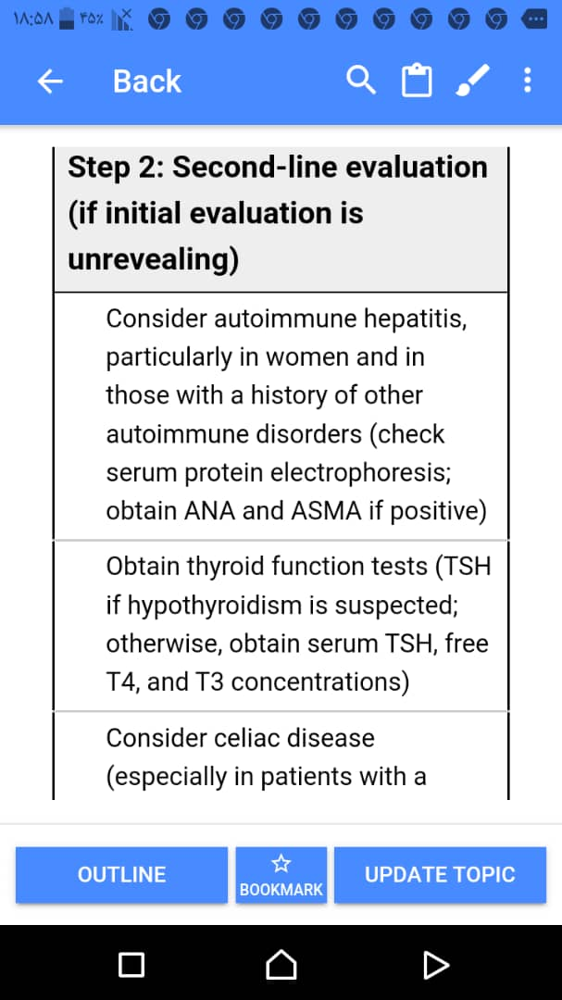 ۱۸:۵۸ ۴۵٪
Back
Step 2: Second-line evaluation
(if initial evaluation is
unrevealing)
Consider autoimmune hepatitis,
particularly in women and in
those with a history of other
autoimmune disorders (check
serum protein electrophoresis;
obtain ANA and ASMA if positive)
Obtain thyroid function tests (TSH
if hypothyroidism is suspected;
otherwise, obtain serum TSH, free
T4, and T3 concentrations)
Consider celiac disease
(especially in patients with a
OUTLINE
BOOKMARK
UPDATE TOPIC